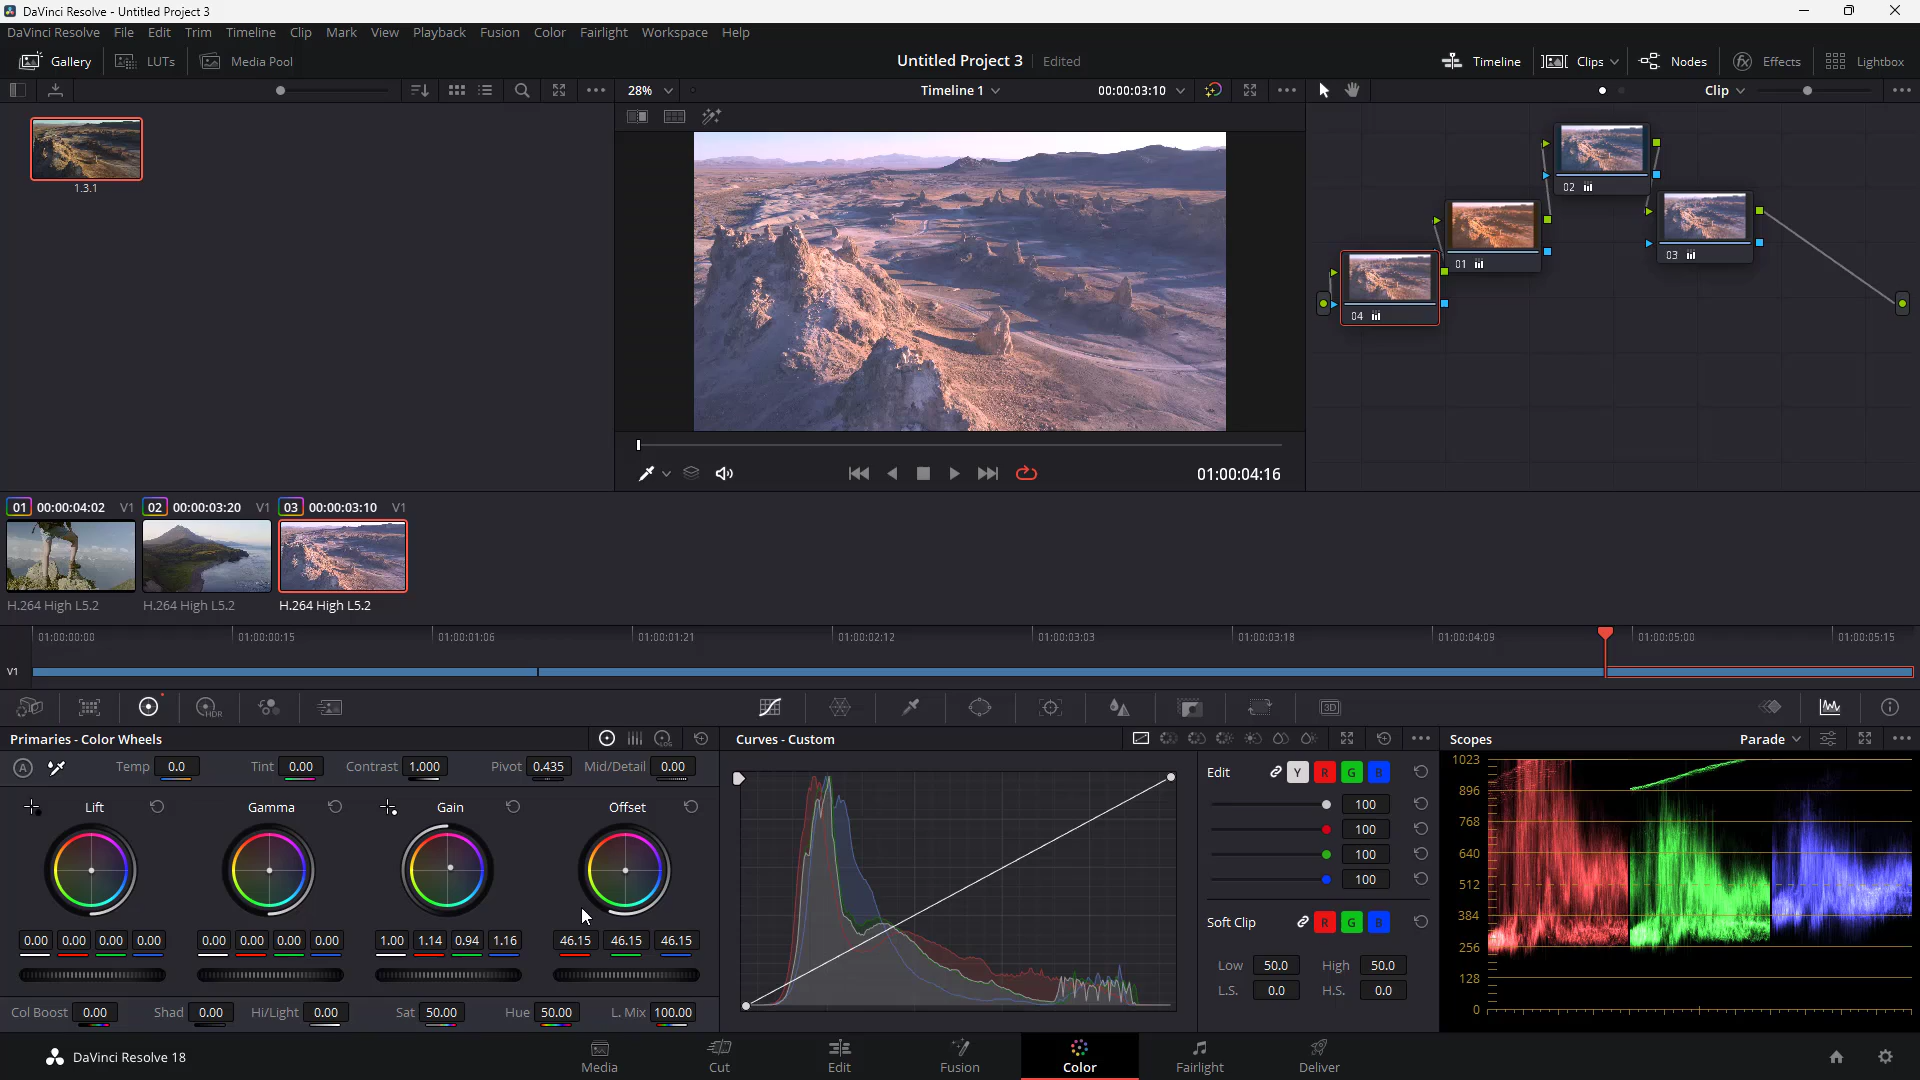 DaVinci Resolve - Untitled Project 3
DaVinci Resolve File Edit Trim Timeline Clip Mark View Playback Fusion Color Fairlight Workspace Help
Gallery LUTs Media Pool Untitled Project 3 Edited Timeline Clips Nodes Effects Lightbox
28% Timeline 1 00:00:03:10 Clip
1.3.1
02
03
01
04
01:00:04:16
01 00:00:04:02 V1 02 00:00:03:20 V1 03 00:00:03:10 V1
H.264 High L5.2 H.264 High L5.2 H.264 High L5.2
01:00:00:00 01:00:00:15 01:00:01:06 01:00:01:21 01:00:02:12 01:00:03:03 01:00:03:18 01:00:04:09 01:00:05:00 01:00:05:15
V1
HDR 3D
Primaries - Color Wheels LOG Curves - Custom Scopes Parade
A Temp 0.0 Tint 0.00 Contrast 1.000 Pivot 0.435 Mid/Detail 0.00
Lift Gamma Gain Offset
0.00 0.00 0.00 0.00 0.00 0.00 0.00 0.00 1.00 1.14 0.94 1.16 46.15 46.15 46.15
Col Boost 0.00 Shad 0.00 Hi/Light 0.00 Sat 50.00 Hue 50.00 L. Mix 100.00
Edit Y R G B
100
100
100
100
Soft Clip R G B
Low 50.0 High 50.0
L.S. 0.0 H.S. 0.0
1023
896
768
640
512
384
256
128
0
DaVinci Resolve 18 Media Cut Edit Fusion Color Fairlight Deliver